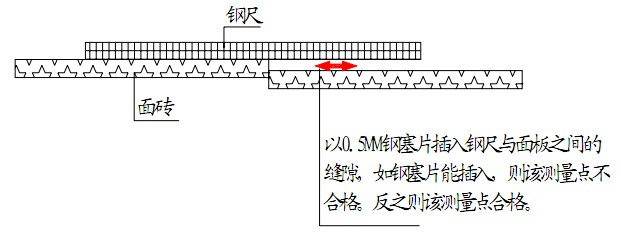 钢尺
面砖
以0.5MM钢塞片插入钢尺与面板之间的
缝隙，如钢塞片能插入，则该测量点不
合格。反之则该测量点合格。